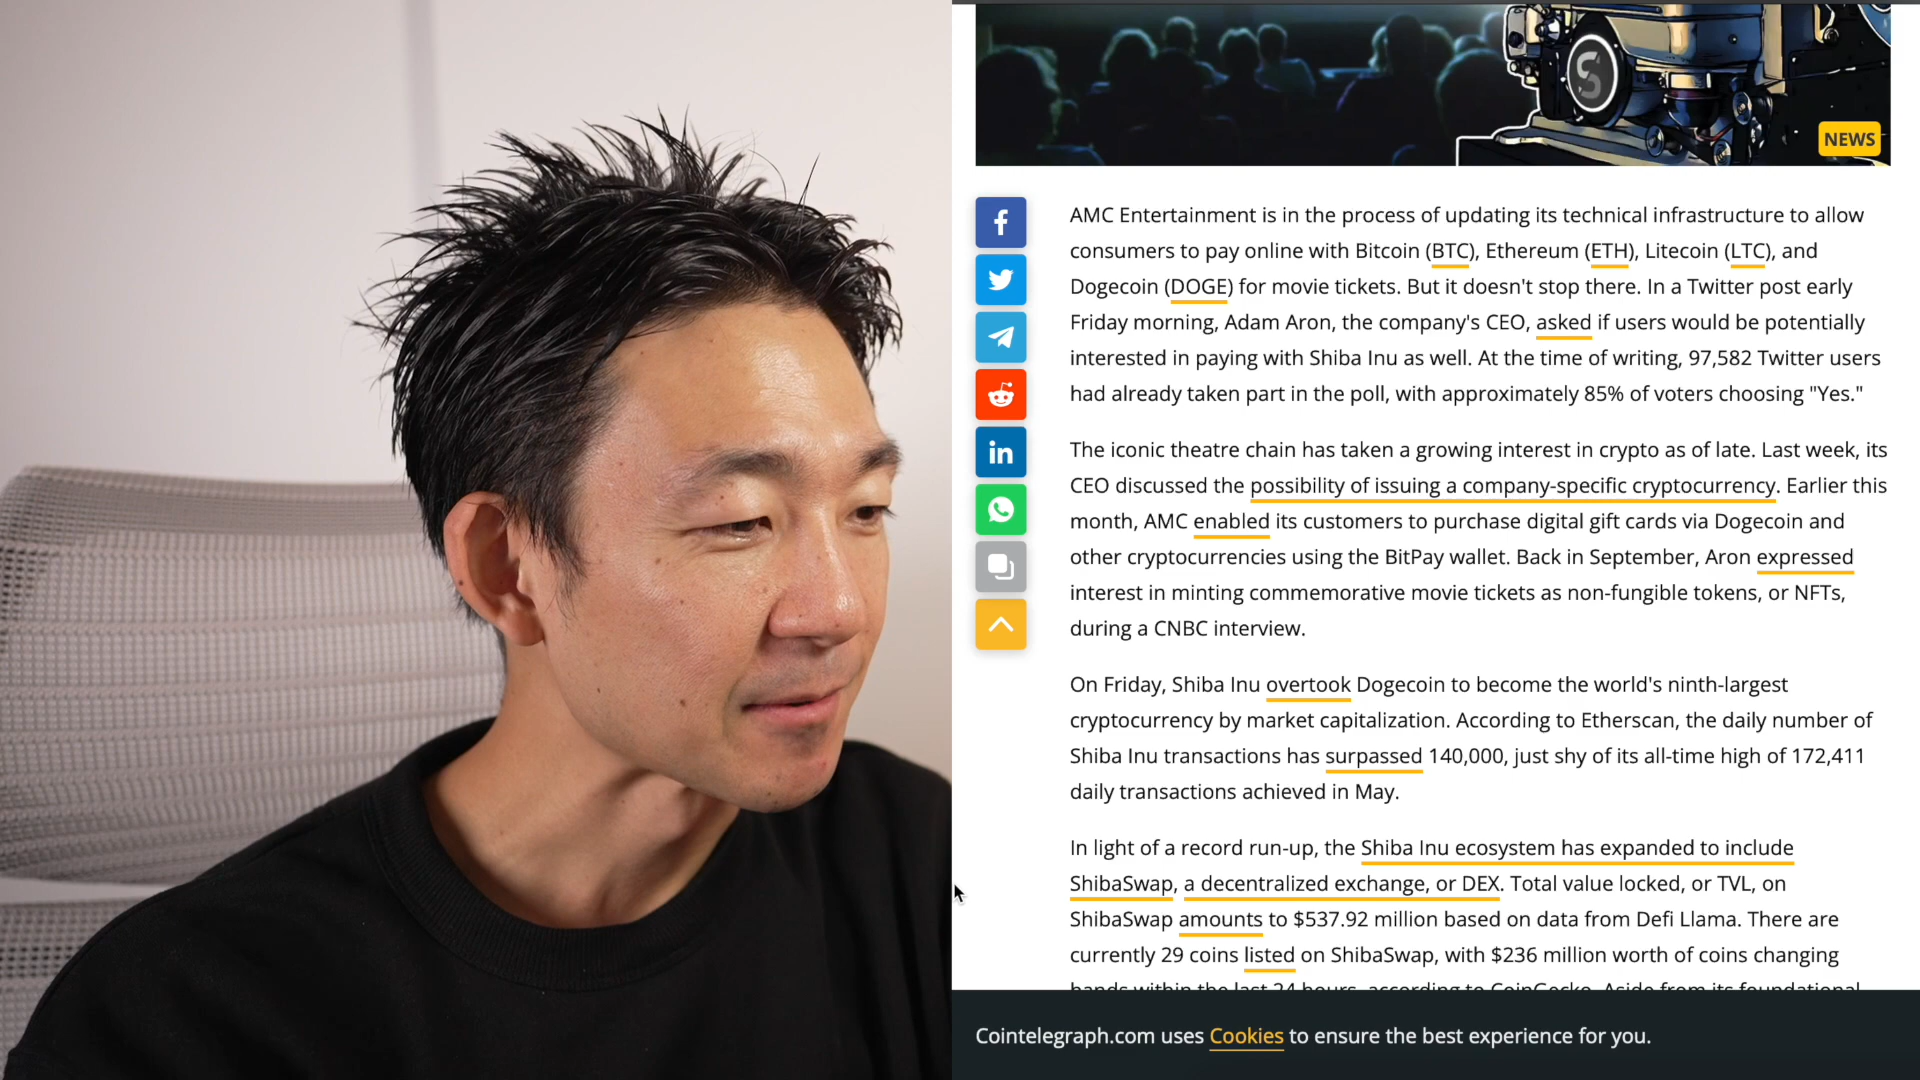 NEWS
AMC Entertainment is in the process of updating its technical infrastructure to allow
consumers to pay online with Bitcoin (BTC), Ethereum (ETH), Litecoin (LTC), and
Dogecoin (DOGE) for movie tickets. But it doesn't stop there. In a Twitter post early
Friday morning, Adam Aron, the company's CEO, asked if users would be potentially
interested in paying with Shiba Inu as well. At the time of writing, 97,582 Twitter users
had already taken part in the poll, with approximately 85% of voters choosing "Yes."
The iconic theatre chain has taken a growing interest in crypto as of late. Last week, its
CEO discussed the possibility of issuing a company-specific cryptocurrency. Earlier this
month, AMC enabled its customers to purchase digital gift cards via Dogecoin and
other cryptocurrencies using the BitPay wallet. Back in September, Aron expressed
interest in minting commemorative movie tickets as non-fungible tokens, or NFTs,
during a CNBC interview.
On Friday, Shiba Inu overtook Dogecoin to become the world's ninth-largest
cryptocurrency by market capitalization. According to Etherscan, the daily number of
Shiba Inu transactions has surpassed 140,000, just shy of its all-time high of 172,411
daily transactions achieved in May.
In light of a record run-up, the Shiba Inu ecosystem has expanded to include
ShibaSwap, a decentralized exchange, or DEX. Total value locked, or TVL, on
ShibaSwap amounts to $537.92 million based on data from Defi Llama. There are
currently 29 coins listed on ShibaSwap, with $236 million worth of coins changing
hands within the last 24 hours, according to CoinGecko. Aside from its foundational
Cointelegraph.com uses Cookies to ensure the best experience for you.